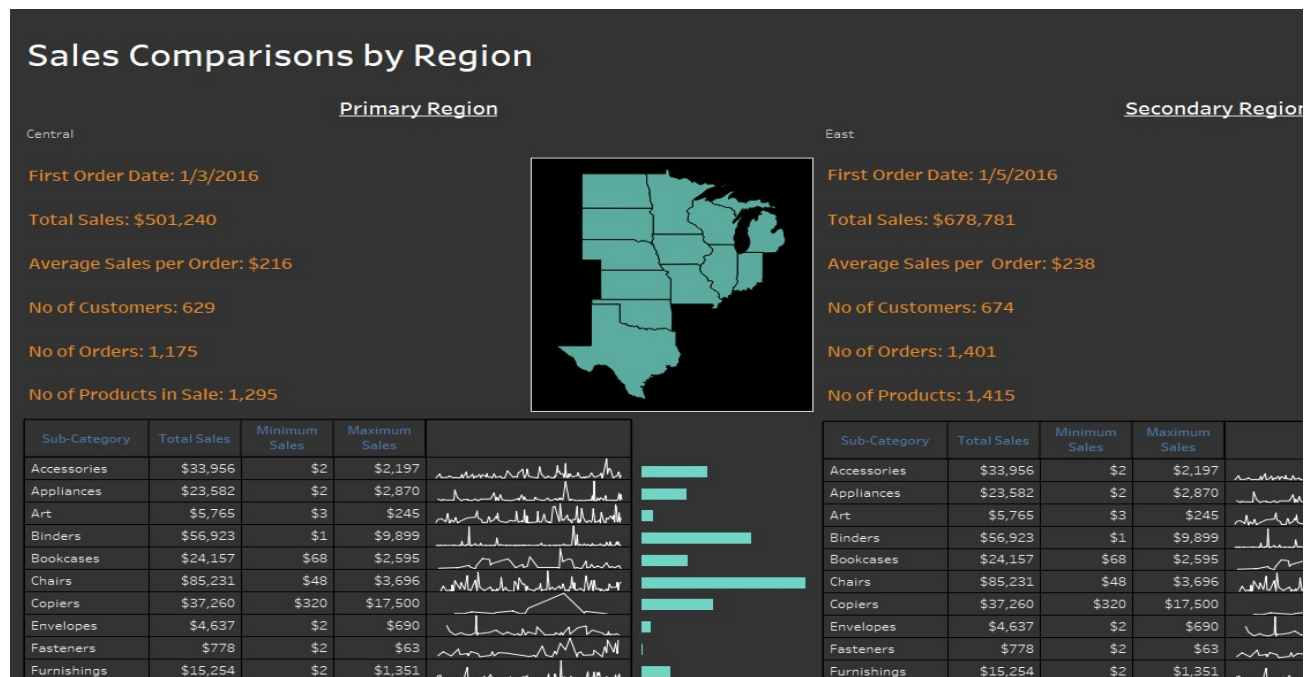 Sales Comparisons by Region
Primary Region
Central
First Order Date: 1/3/2016
Total Sales: $501,240
Average Sales per Order: $216
No of Customers: 629
No of Orders: 1,175
No of Products in Sale: 1,295
Sub-Category Total Sales Minimum Sales Maximum Sales
Accessories $33,956 $2 $2,197
Appliances $23,582 $2 $2,870
Art $5,765 $3 $245
Binders $56,923 $1 $9,899
Bookcases $24,157 $68 $2,595
Chairs $85,231 $48 $3,696
Copiers $37,260 $320 $17,500
Envelopes $4,637 $2 $690
Fasteners $778 $2 $63
Furnishings $15,254 $2 $1,351
Secondary Region
East
First Order Date: 1/5/2016
Total Sales: $678,781
Average Sales per Order: $238
No of Customers: 674
No of Orders: 1,401
No of Products: 1,415
Sub-Category Total Sales Minimum Sales Maximum Sales
Accessories $33,956 $2 $2,197
Appliances $23,582 $2 $2,870
Art $5,765 $3 $245
Binders $56,923 $1 $9,899
Bookcases $24,157 $68 $2,595
Chairs $85,231 $48 $3,696
Copiers $37,260 $320 $17,500
Envelopes $4,637 $2 $690
Fasteners $778 $2 $63
Furnishings $15,254 $2 $1,351